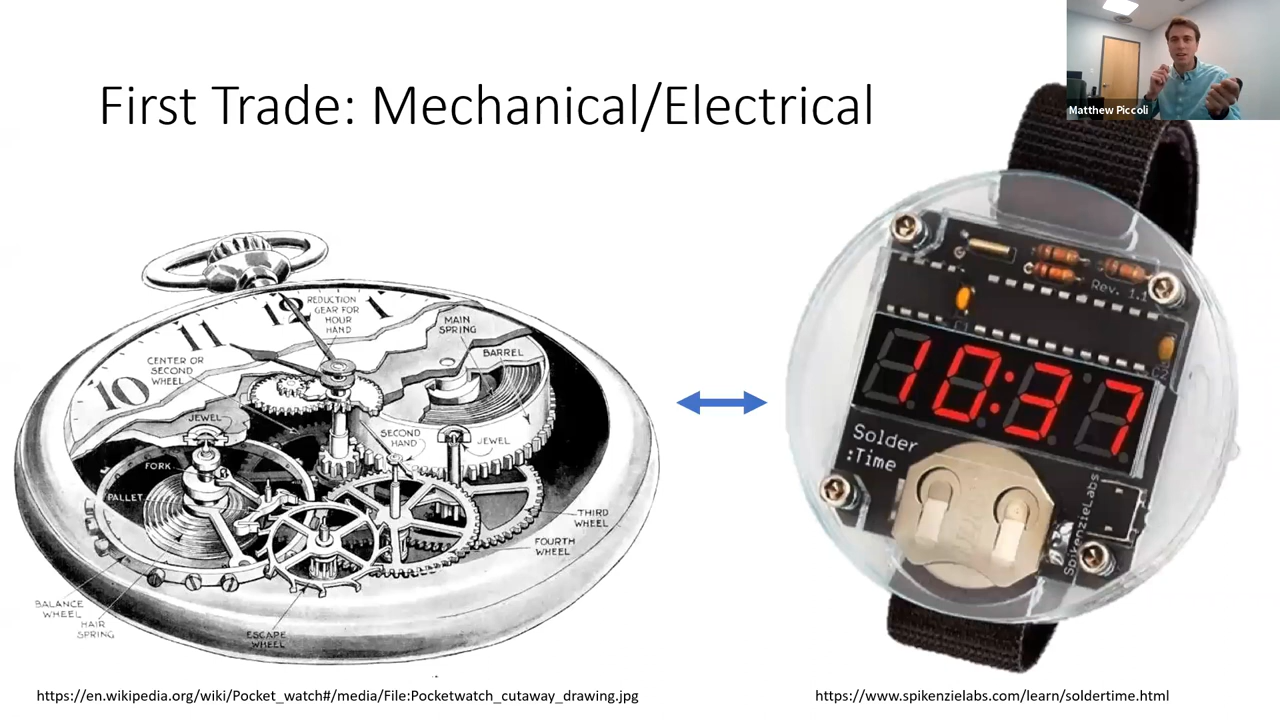 First Trade: Mechanical/Electrical
Matthew Piccoli
12
1
11
10
REDUCTION
GEAR FOR
HOUR
HAND
MAIN
SPRING
BARREL
CENTER OR
SECOND
WHEEL
JEWEL
SECOND
HAND
JEWEL
FORK
PALLET
THIRD
WHEEL
FOURTH
WHEEL
BALANCE
WHEEL
HAIR
SPRING
ESCAPE
WHEEL
Rev. 1.1
C1
C2
10:37
Solder
:Time
SpikenzieLabs
https://en.wikipedia.org/wiki/Pocket_watch#/media/File:Pocketwatch_cutaway_drawing.jpg
https://www.spikenzielabs.com/learn/soldertime.html